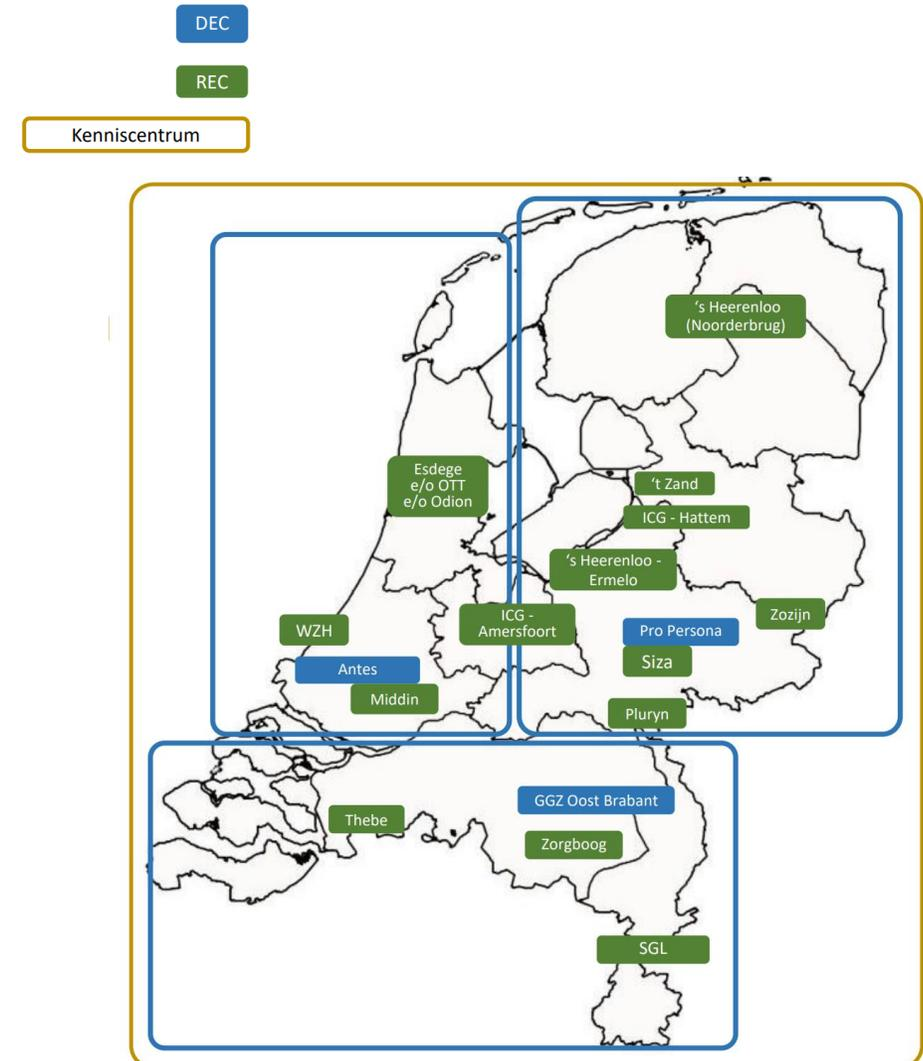 DEC
REC
Kenniscentrum
‘s Heerenloo
(Noorderbrug)
Esdege
e/o OTT
e/o Odion
‘t Zand
ICG - Hattem
‘s Heerenloo -
Ermelo
ICG -
Amersfoort
Zozijn
WZH
Pro Persona
Antes
Siza
Middin
Pluryn
GGZ Oost Brabant
Thebe
Zorgboog
SGL